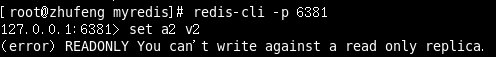 [root@zhufeng myredis]# redis-cli -p 6381
127.0.0.1:6381> set a2 v2
(error) READONLY You can't write against a read only replica.